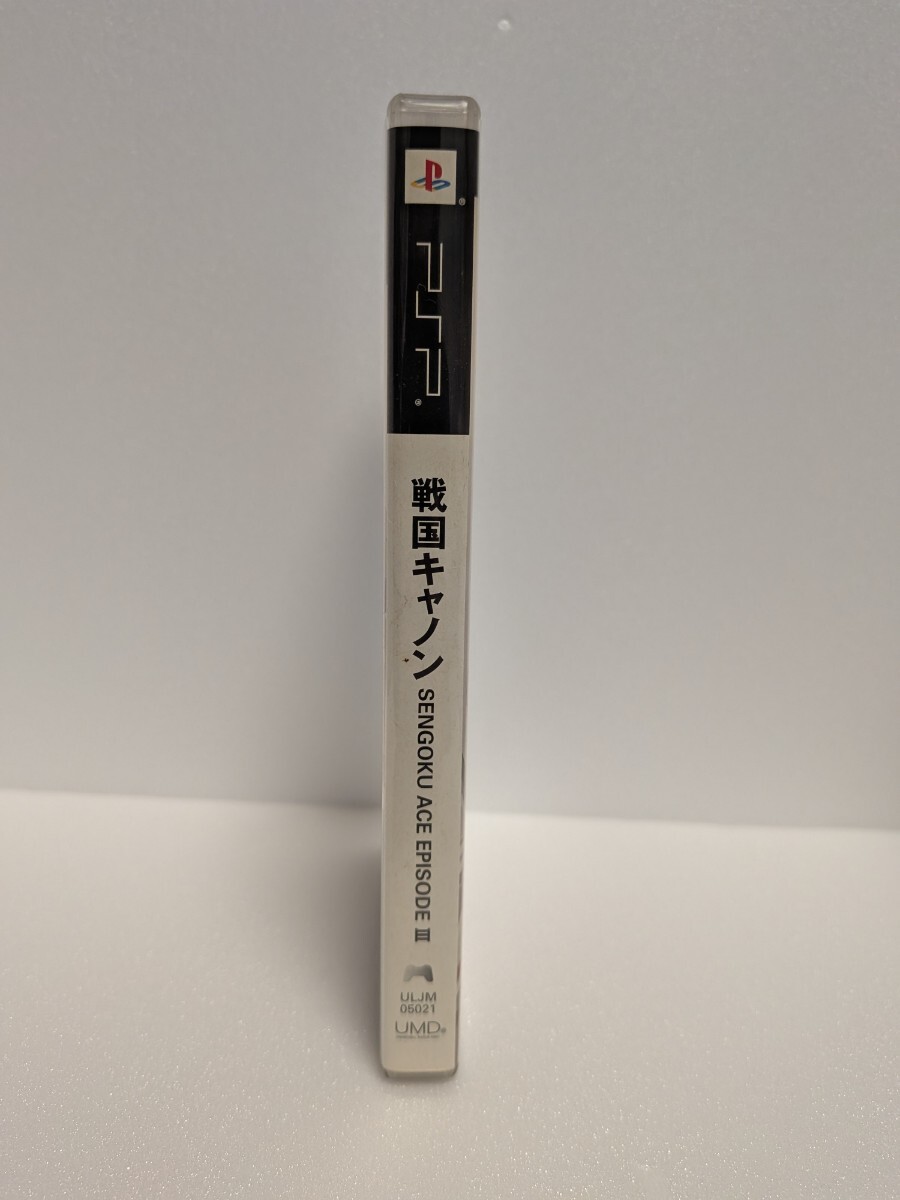 PSP®
戦国キャノン SENGOKU ACE EPISODE Ⅲ
ULJM
05021
UMD®